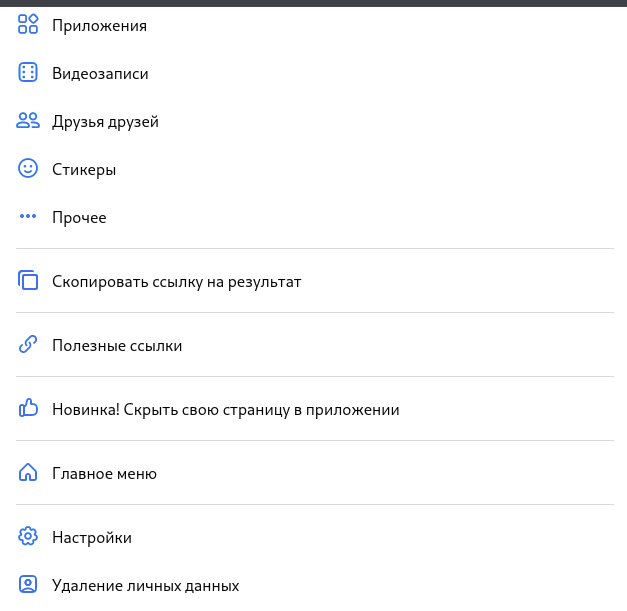 Приложения
Видеозаписи
Друзья друзей
Стикеры
Прочее
Скопировать ссылку на результат
Полезные ссылки
Новинка! Скрыть свою страницу в приложении
Главное меню
Настройки
Удаление личных данных